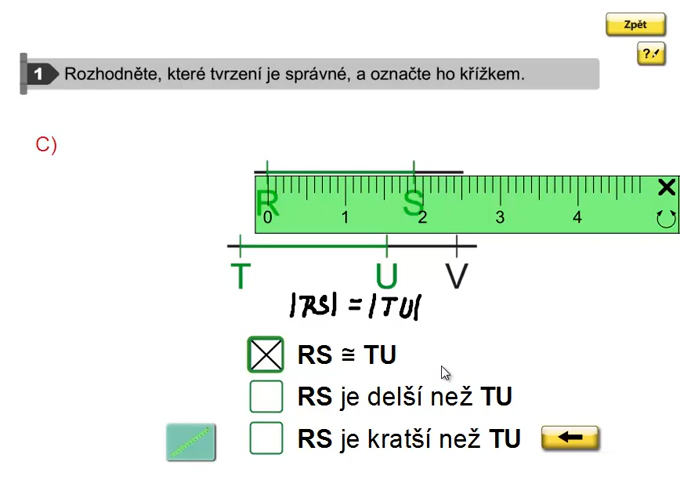 Zpět
?
1 Rozhodněte, které tvrzení je správné, a označte ho křížkem.
C)
R S
0 1 2 3 4
T U V
|RS| = |TU|
RS ≅ TU
RS je delší než TU
RS je kratší než TU